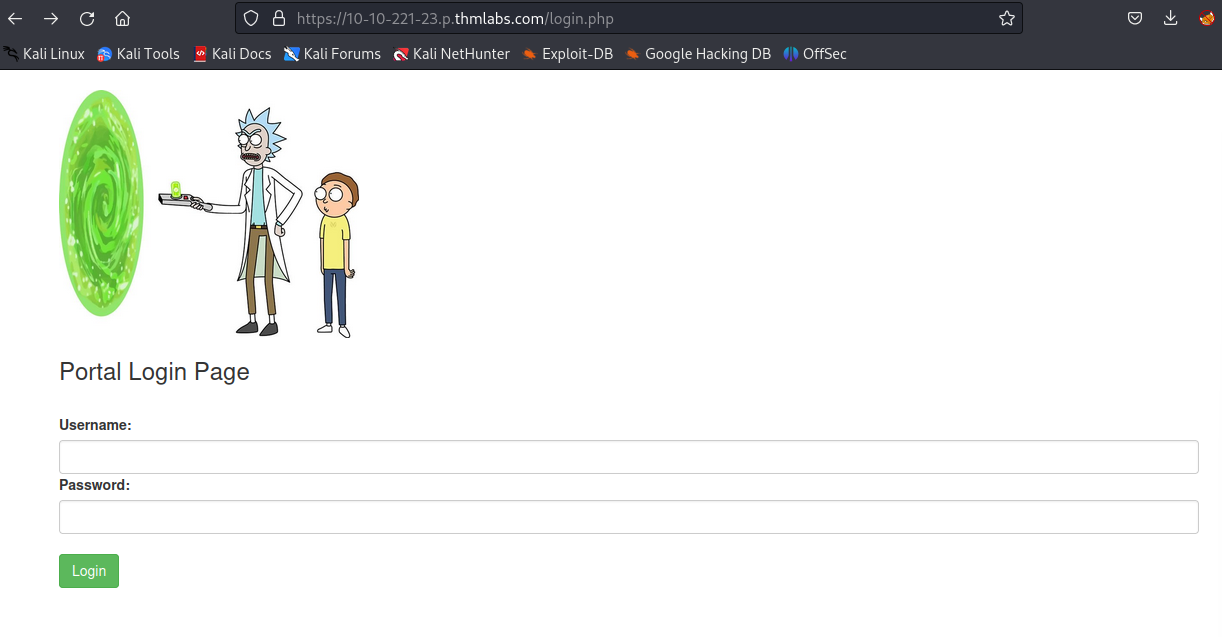 https://10-10-221-23.p.thmlabs.com/login.php
Kali Linux Kali Tools Kali Docs Kali Forums Kali NetHunter Exploit-DB Google Hacking DB OffSec
Portal Login Page
Username:
Password:
Login